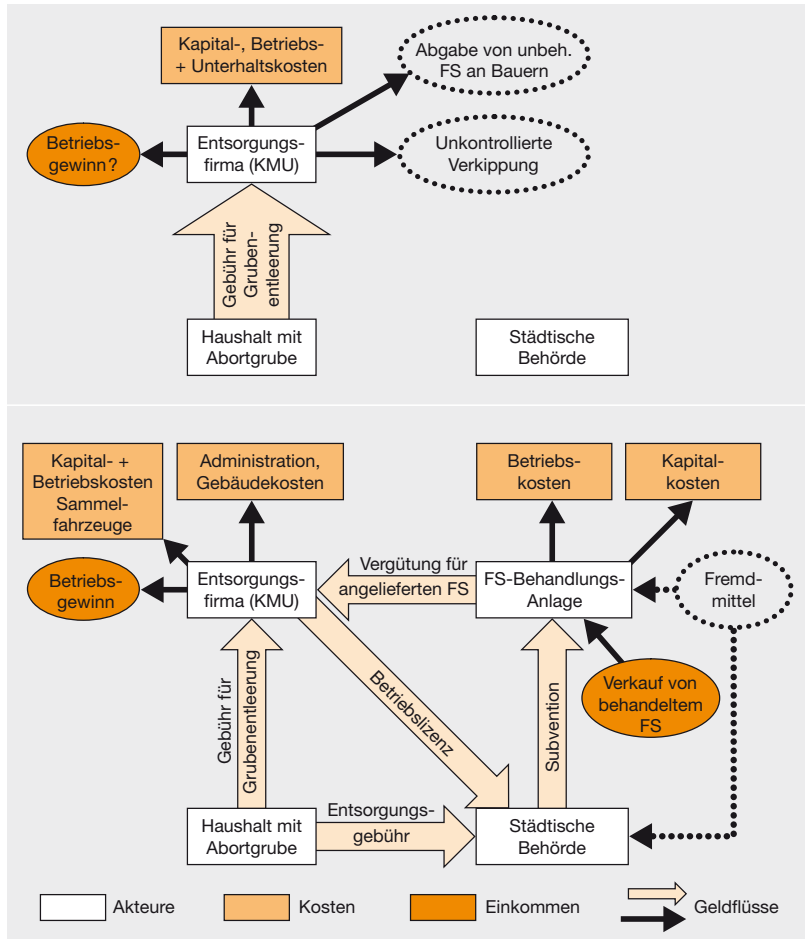 Kapital-, Betriebs-
+ Unterhaltskosten
Abgabe von unbeh.
FS an Bauern
Betriebs-
gewinn?
Entsorgungs-
firma (KMU)
Unkontrollierte
Verkippung
Gebühr für
Gruben-
entleerung
Haushalt mit
Abortgrube
Städtische
Behörde
Kapital- +
Betriebskosten
Sammel-
fahrzeuge
Administration,
Gebäudekosten
Betriebs-
kosten
Kapital-
kosten
Betriebs-
gewinn
Entsorgungs-
firma (KMU)
Vergütung für
angelieferten FS
FS-Behandlungs-
Anlage
Fremd-
mittel
Gebühr für
Grubenentleerung
Betriebslizenz
Subvention
Verkauf von
behandeltem
FS
Haushalt mit
Abortgrube
Entsorgungs-
gebühr
Städtische
Behörde
Akteure
Kosten
Einkommen
Geldflüsse